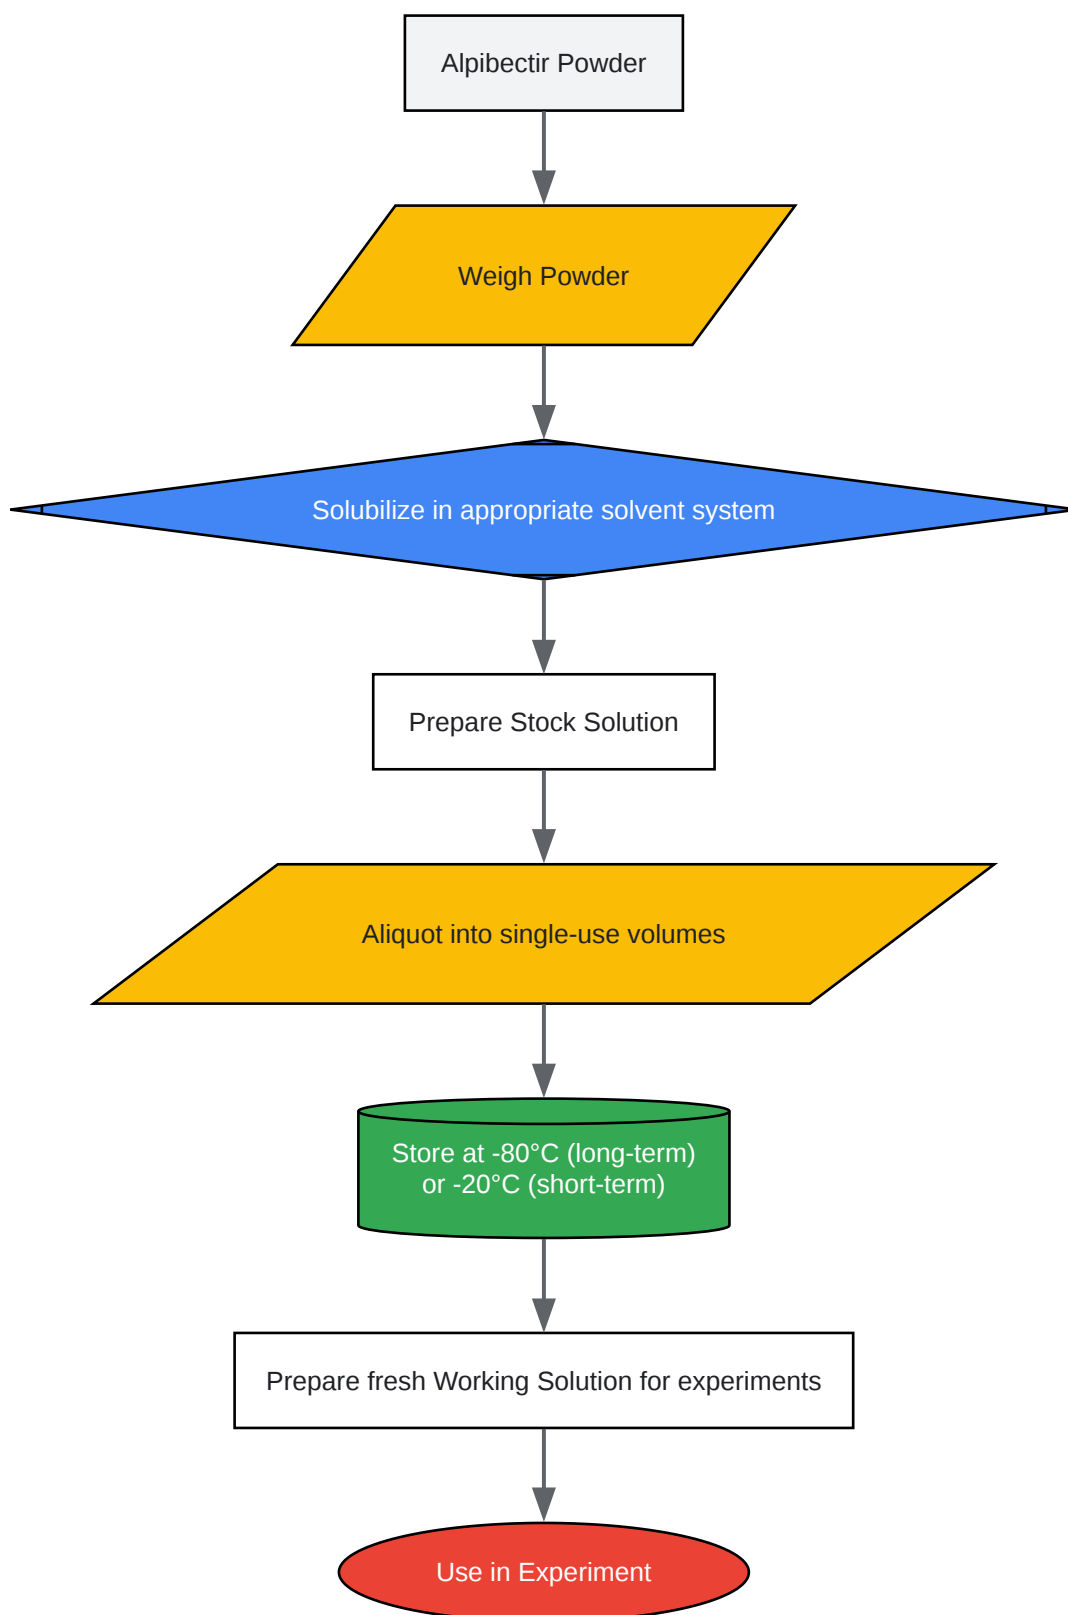 Alpibectir Powder
Weigh Powder
Solubilize in appropriate solvent system
Prepare Stock Solution
Aliquot into single-use volumes
Store at -80°C (long-term)
or -20°C (short-term)
Prepare fresh Working Solution for experiments
Use in Experiment